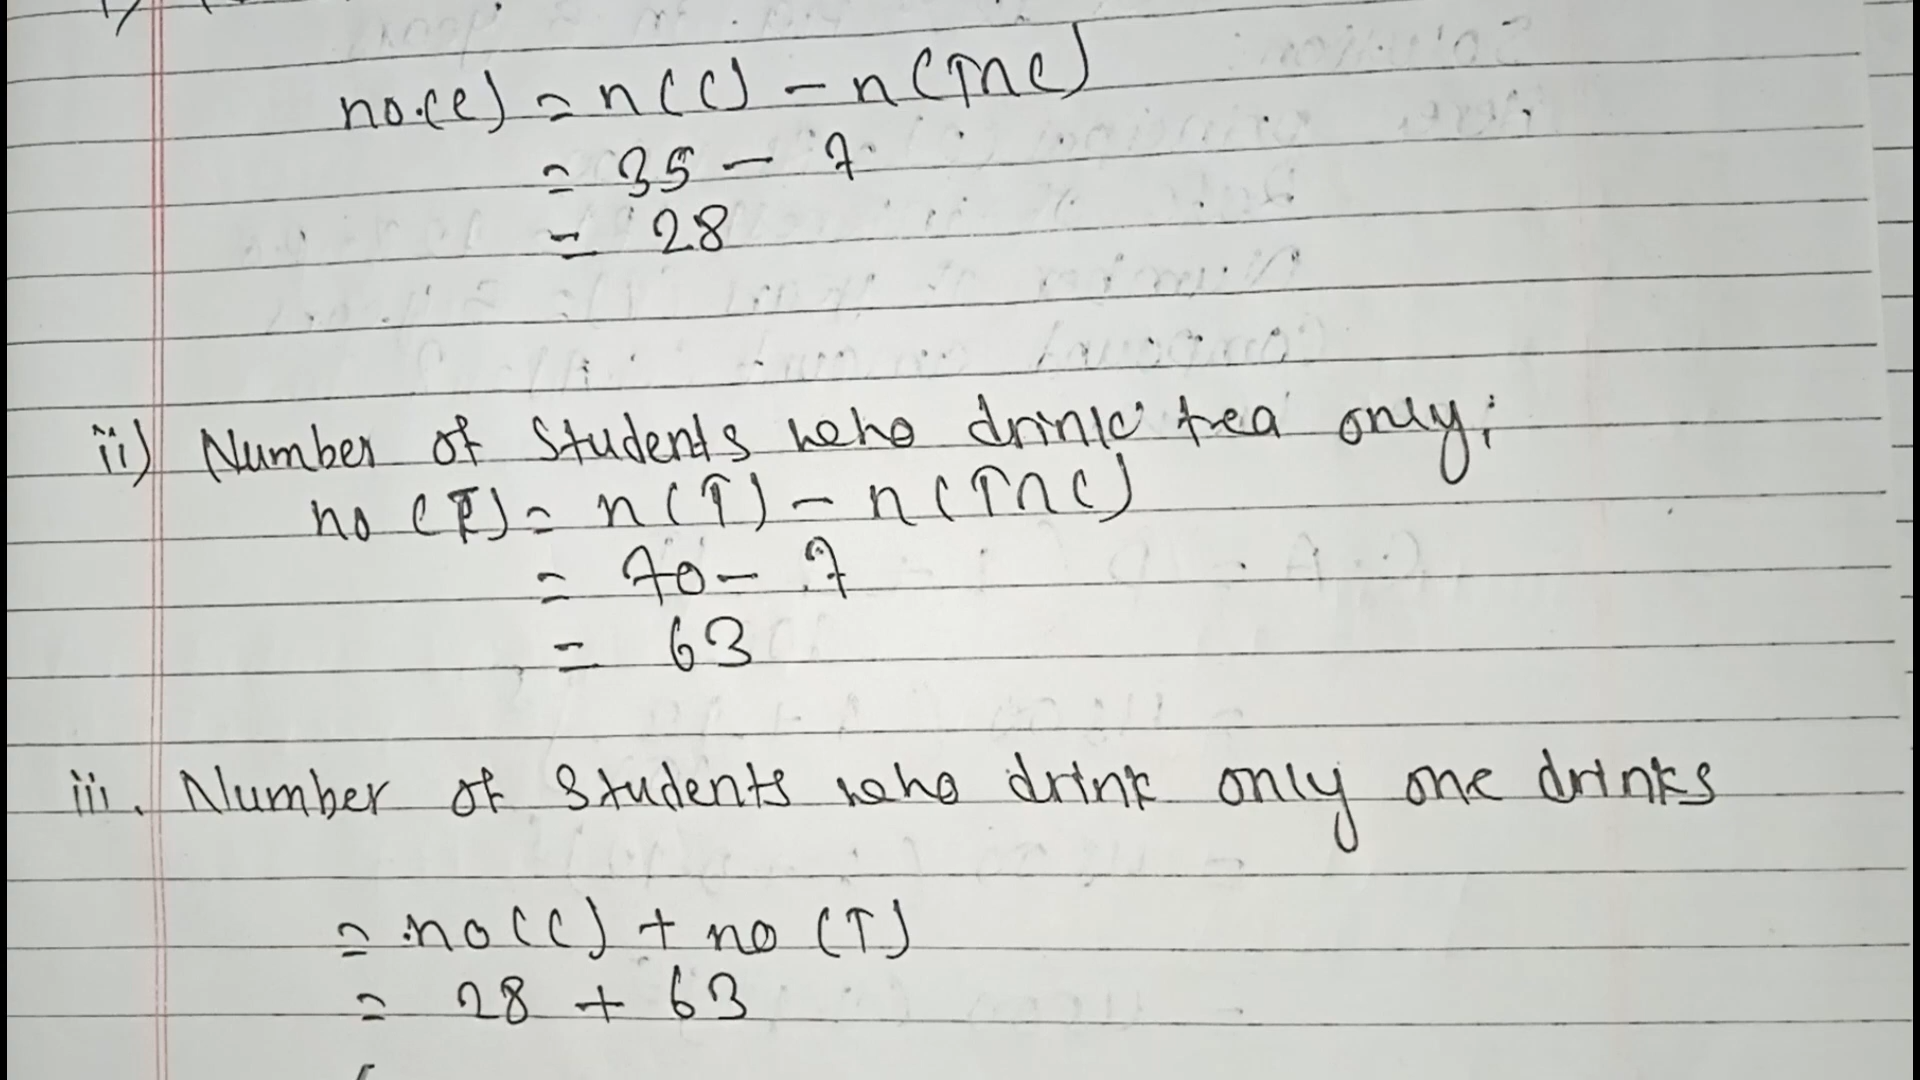 no.(c) = n(C) - n(T∩C)
= 35 - 7
= 28
ii) Number of students who drink tea only;
no (T) = n(T) - n(T∩C)
= 70 - 7
= 63
iii. Number of students who drink only one drinks
= no(C) + no (T)
= 28 + 63